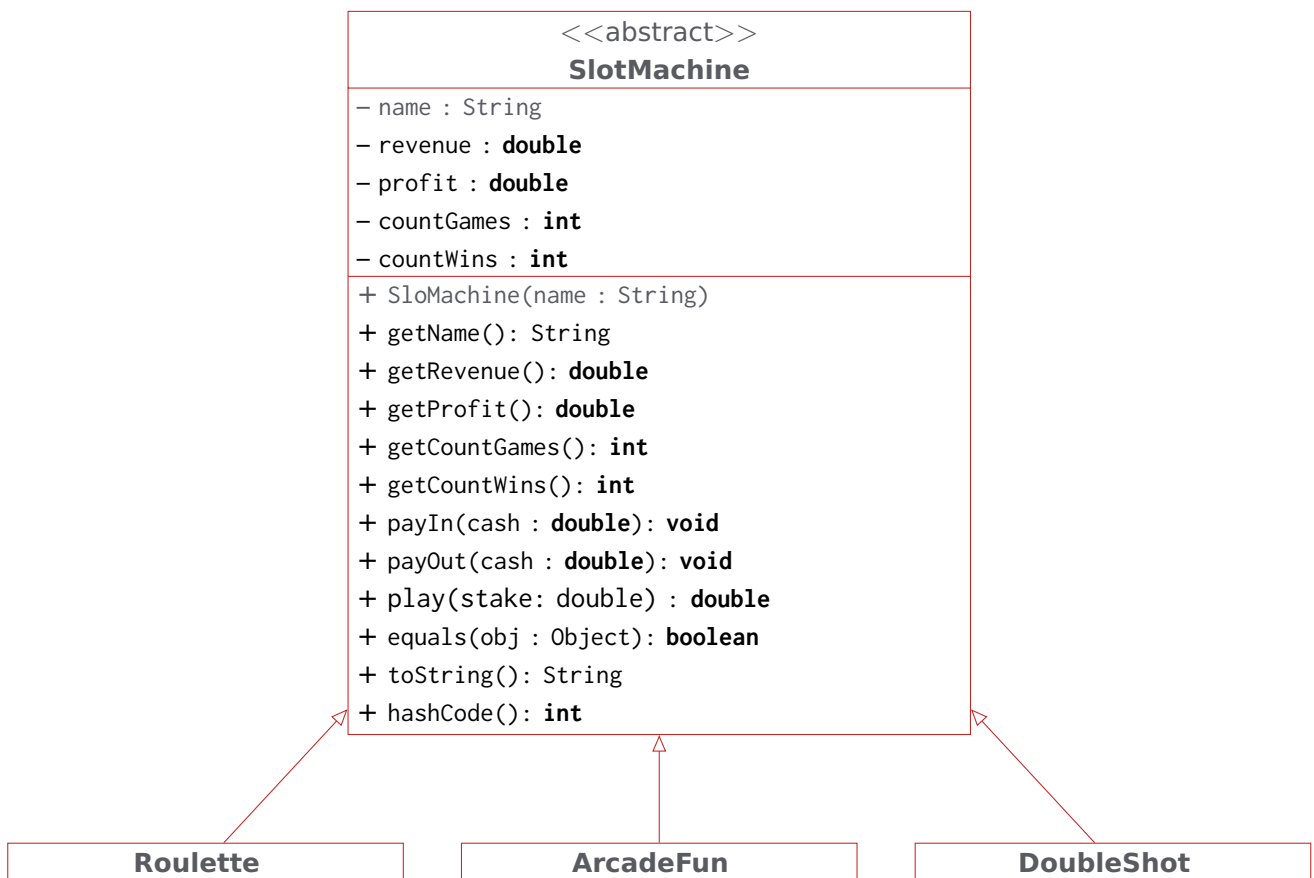 <<abstract>>
SlotMachine
− name : String
− revenue : double
− profit : double
− countGames : int
− countWins : int
+ SloMachine(name : String)
+ getName(): String
+ getRevenue(): double
+ getProfit(): double
+ getCountGames(): int
+ getCountWins(): int
+ payIn(cash : double): void
+ payOut(cash : double): void
+ play(stake: double) : double
+ equals(obj : Object): boolean
+ toString(): String
+ hashCode(): int
Roulette
ArcadeFun
DoubleShot